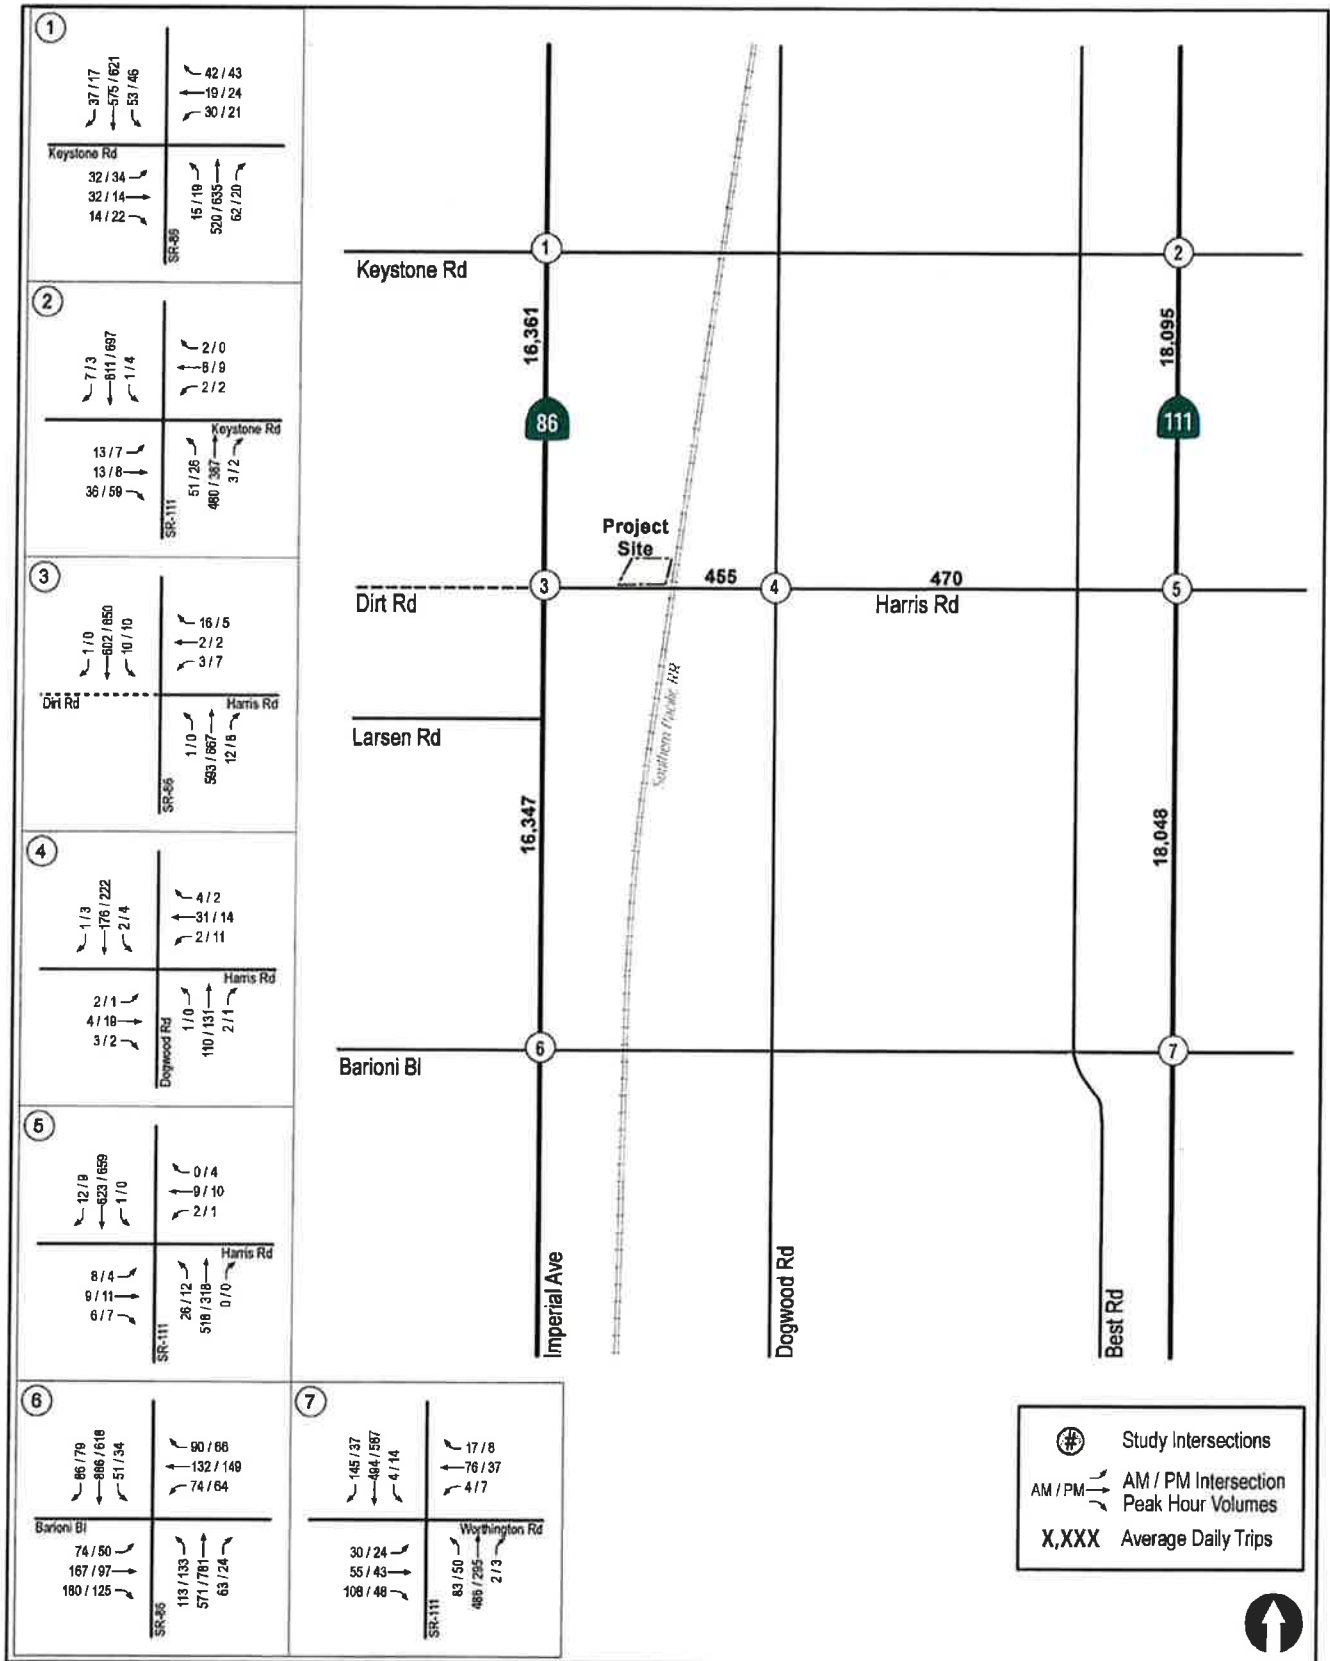 1
37 / 17
575 / 621
53 / 46
42 / 43
19 / 24
30 / 21
Keystone Rd
32 / 34
32 / 14
14 / 22
15 / 19
520 / 635
62 / 20
SR-86
2
7 / 3
611 / 697
1 / 4
2 / 0
6 / 9
2 / 2
Keystone Rd
13 / 7
13 / 8
36 / 59
51 / 26
480 / 387
3 / 2
SR-111
3
1 / 0
602 / 650
10 / 10
16 / 5
2 / 2
3 / 7
Dirt Rd
Harris Rd
1 / 0
593 / 667
12 / 6
SR-86
4
1 / 3
176 / 222
2 / 4
4 / 2
31 / 14
2 / 11
Harris Rd
2 / 1
4 / 19
3 / 2
1 / 0
110 / 131
2 / 1
Dogwood Rd
5
12 / 9
623 / 659
1 / 0
0 / 4
9 / 10
2 / 1
Harris Rd
8 / 4
9 / 11
6 / 7
26 / 12
518 / 318
0 / 0
SR-111
6
86 / 79
886 / 618
51 / 34
90 / 66
132 / 149
74 / 64
Barioni Bl
74 / 50
167 / 97
180 / 125
113 / 133
571 / 781
63 / 24
SR-86
7
145 / 37
494 / 587
4 / 14
17 / 8
76 / 37
4 / 7
Worthington Rd
30 / 24
55 / 43
108 / 48
83 / 50
486 / 295
2 / 3
SR-111
1
2
Keystone Rd
16,361
18,095
86
111
Project
Site
3
455
4
470
5
Dirt Rd
Harris Rd
Southern Pacific RR
Larsen Rd
16,347
18,048
6
7
Barioni Bl
Imperial Ave
Dogwood Rd
Best Rd
# Study Intersections
AM / PM AM / PM Intersection
Peak Hour Volumes
X,XXX Average Daily Trips